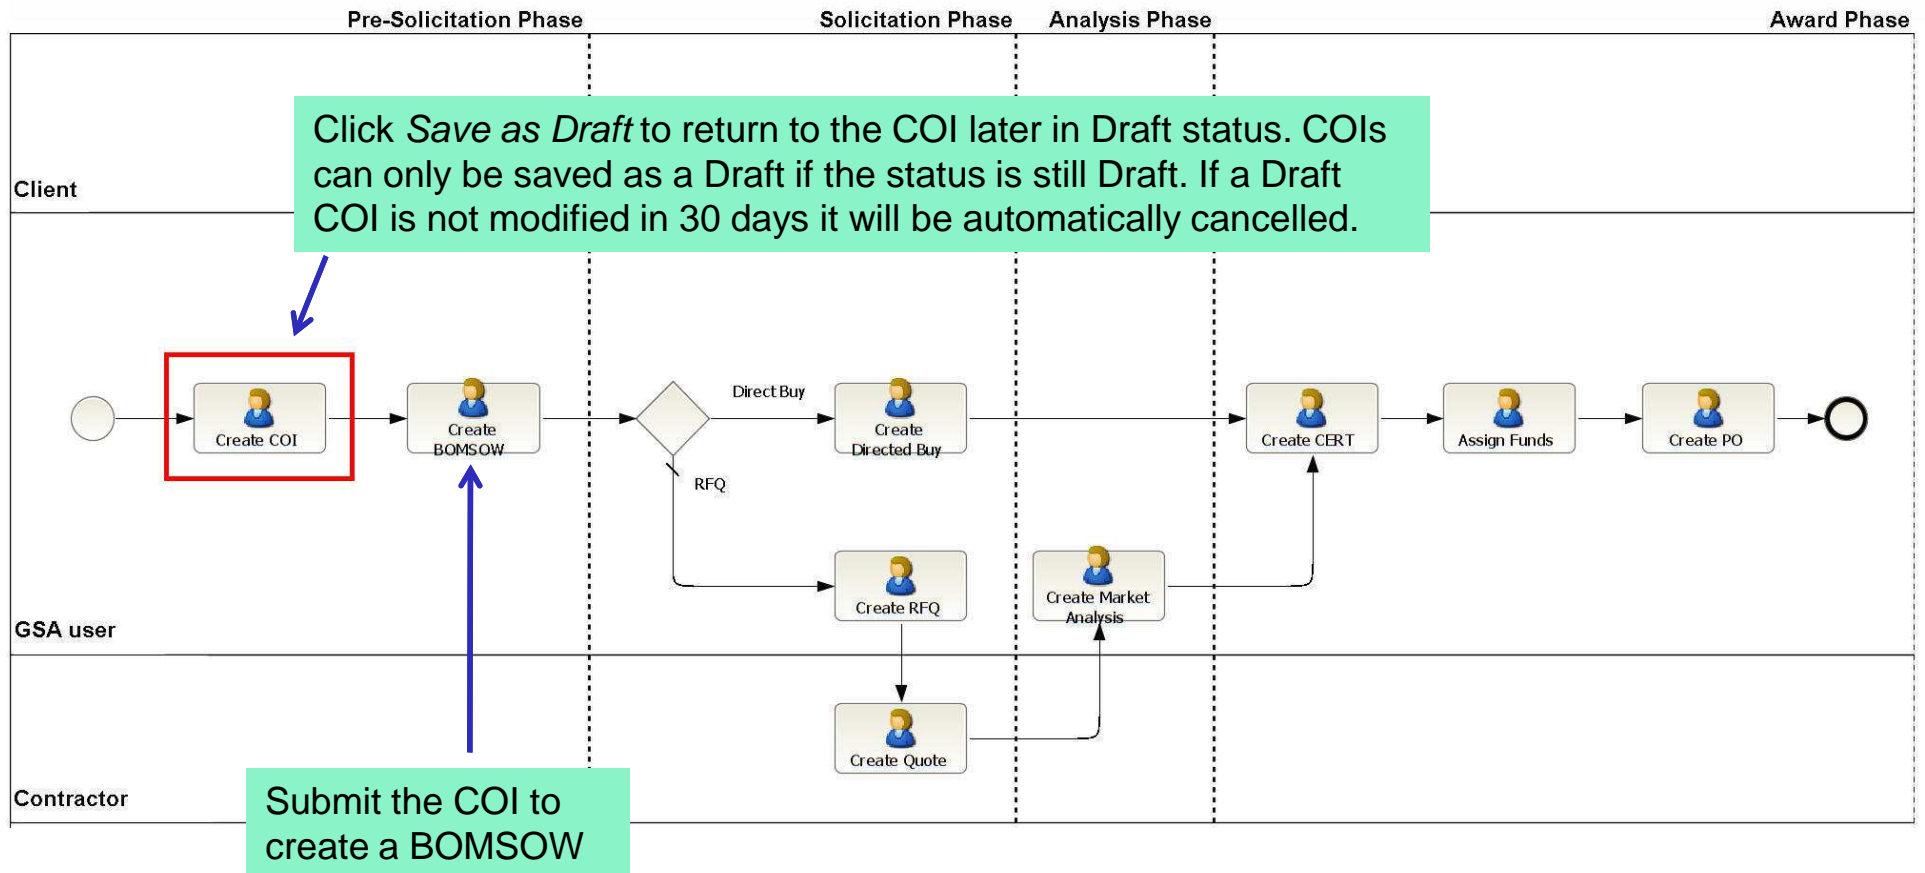 Pre-Solicitation Phase
Solicitation Phase
Analysis Phase
Award Phase
Click Save as Draft to return to the COI later in Draft status. COIs
can only be saved as a Draft if the status is still Draft. If a Draft
COI is not modified in 30 days it will be automatically cancelled.
Client
Direct Buy
Create COI
Create
BOMSOW
Create
Directed Buy
Create CERT
Assign Funds
Create PO
RFQ
Create RFQ
Create Market
Analysis
GSA user
Create Quote
Contractor
Submit the COI to
create a BOMSOW